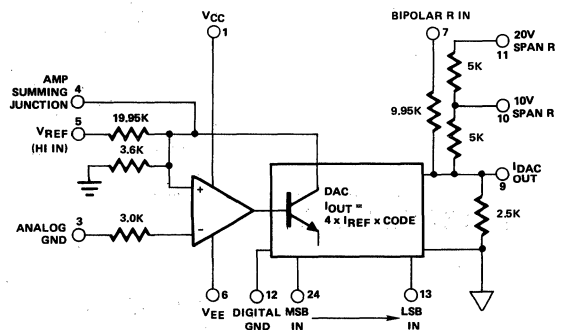 VCC
1
BIPOLAR R IN
7
20V
SPAN R
11
5K
AMP
SUMMING
JUNCTION
4
5
VREF
(HI IN)
19.95K
9.95K
10V
SPAN R
10
3.6K
5K
IDAC
OUT
9
+
DAC
IOUT =
4 x IREF x CODE
2.5K
ANALOG
GND
3
3.0K
-
6
VEE
12
DIGITAL
GND
24
MSB
IN
13
LSB
IN